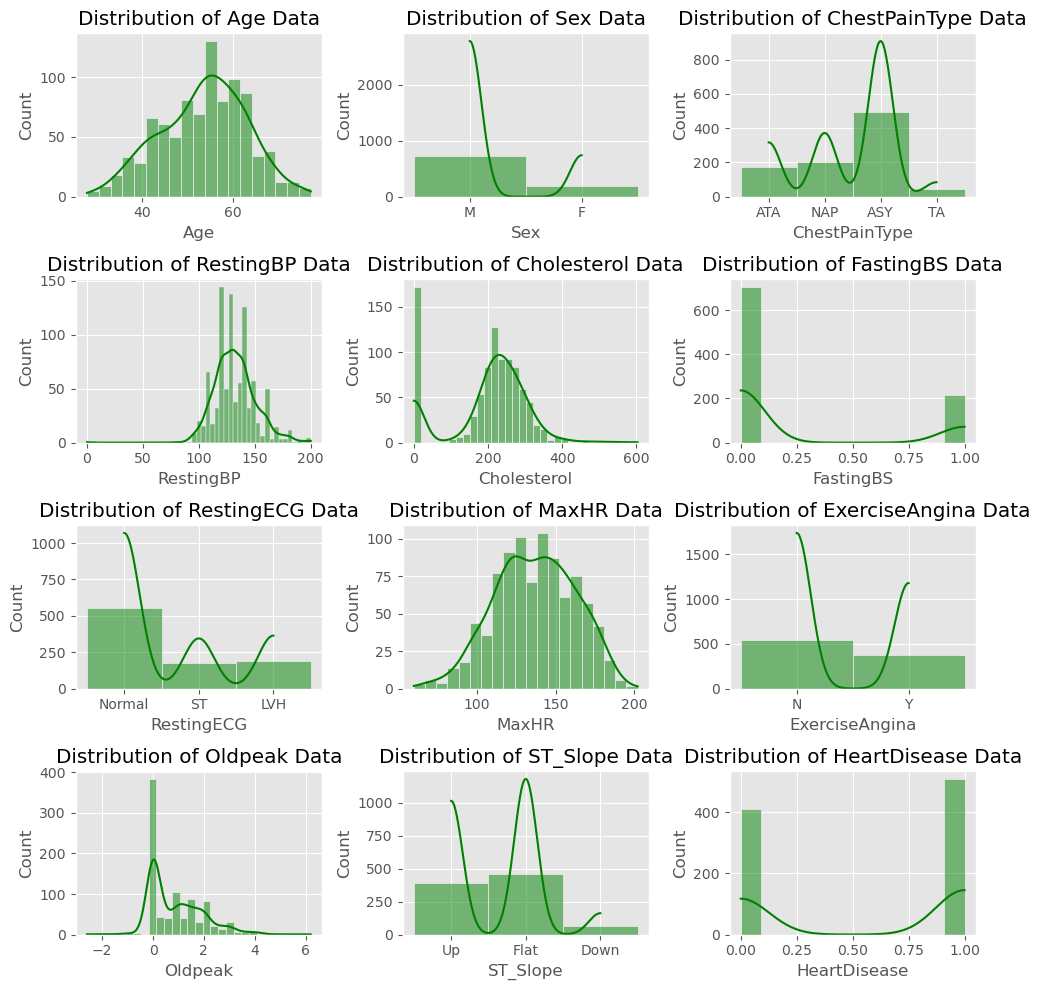 Distribution of Age Data
Distribution of Sex Data
Distribution of ChestPainType Data
100
50
0
Count
40
60
Age
2000
1000
0
Count
M
F
Sex
800
600
400
200
0
Count
ATA
NAP
ASY
TA
ChestPainType
Distribution of RestingBP Data
Distribution of Cholesterol Data
Distribution of FastingBS Data
150
100
50
0
Count
0
50
100
150
200
RestingBP
150
100
50
0
Count
0
200
400
600
Cholesterol
600
400
200
0
Count
0.00
0.25
0.50
0.75
1.00
FastingBS
Distribution of RestingECG Data
Distribution of MaxHR Data
Distribution of ExerciseAngina Data
1000
750
500
250
0
Count
Normal
ST
LVH
RestingECG
100
75
50
25
0
Count
100
150
200
MaxHR
1500
1000
500
0
Count
N
Y
ExerciseAngina
Distribution of Oldpeak Data
Distribution of ST_Slope Data
Distribution of HeartDisease Data
400
300
200
100
0
Count
−2
0
2
4
6
Oldpeak
1000
750
500
250
0
Count
Up
Flat
Down
ST_Slope
400
200
0
Count
0.00
0.25
0.50
0.75
1.00
HeartDisease